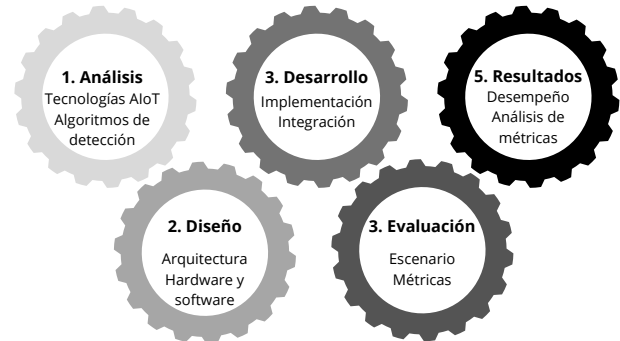 1. Análisis
Tecnologías AIoT
Algoritmos de
detección
2. Diseño
Arquitectura
Hardware y
software
3. Desarrollo
Implementación
Integración
3. Evaluación
Escenario
Métricas
5. Resultados
Desempeño
Análisis de
métricas